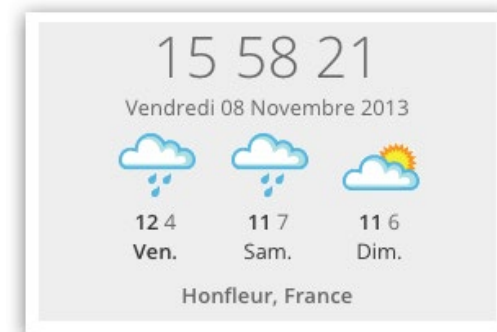 15 58 21
Vendredi 08 Novembre 2013
12 4 11 7 11 6
Ven. Sam. Dim.
Honfleur, France